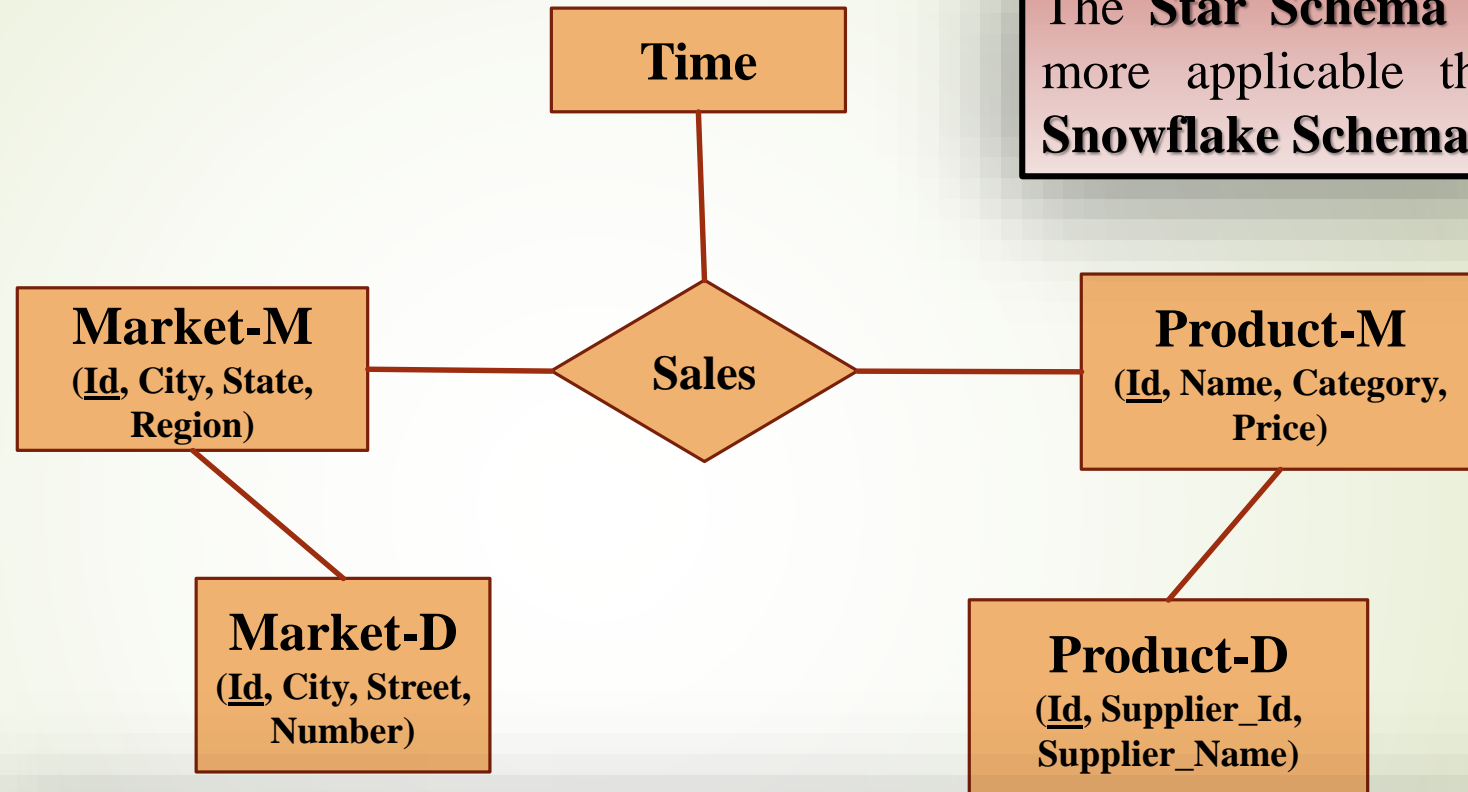 Time
The Star Schema
more applicable
Snowflake Schema
Market-M
(Id, City, State,
Region)
Sales
Product-M
(Id, Name, Category,
Price)
Market-D
(Id, City, Street,
Number)
Product-D
(Id, Supplier_Id,
Supplier_Name)